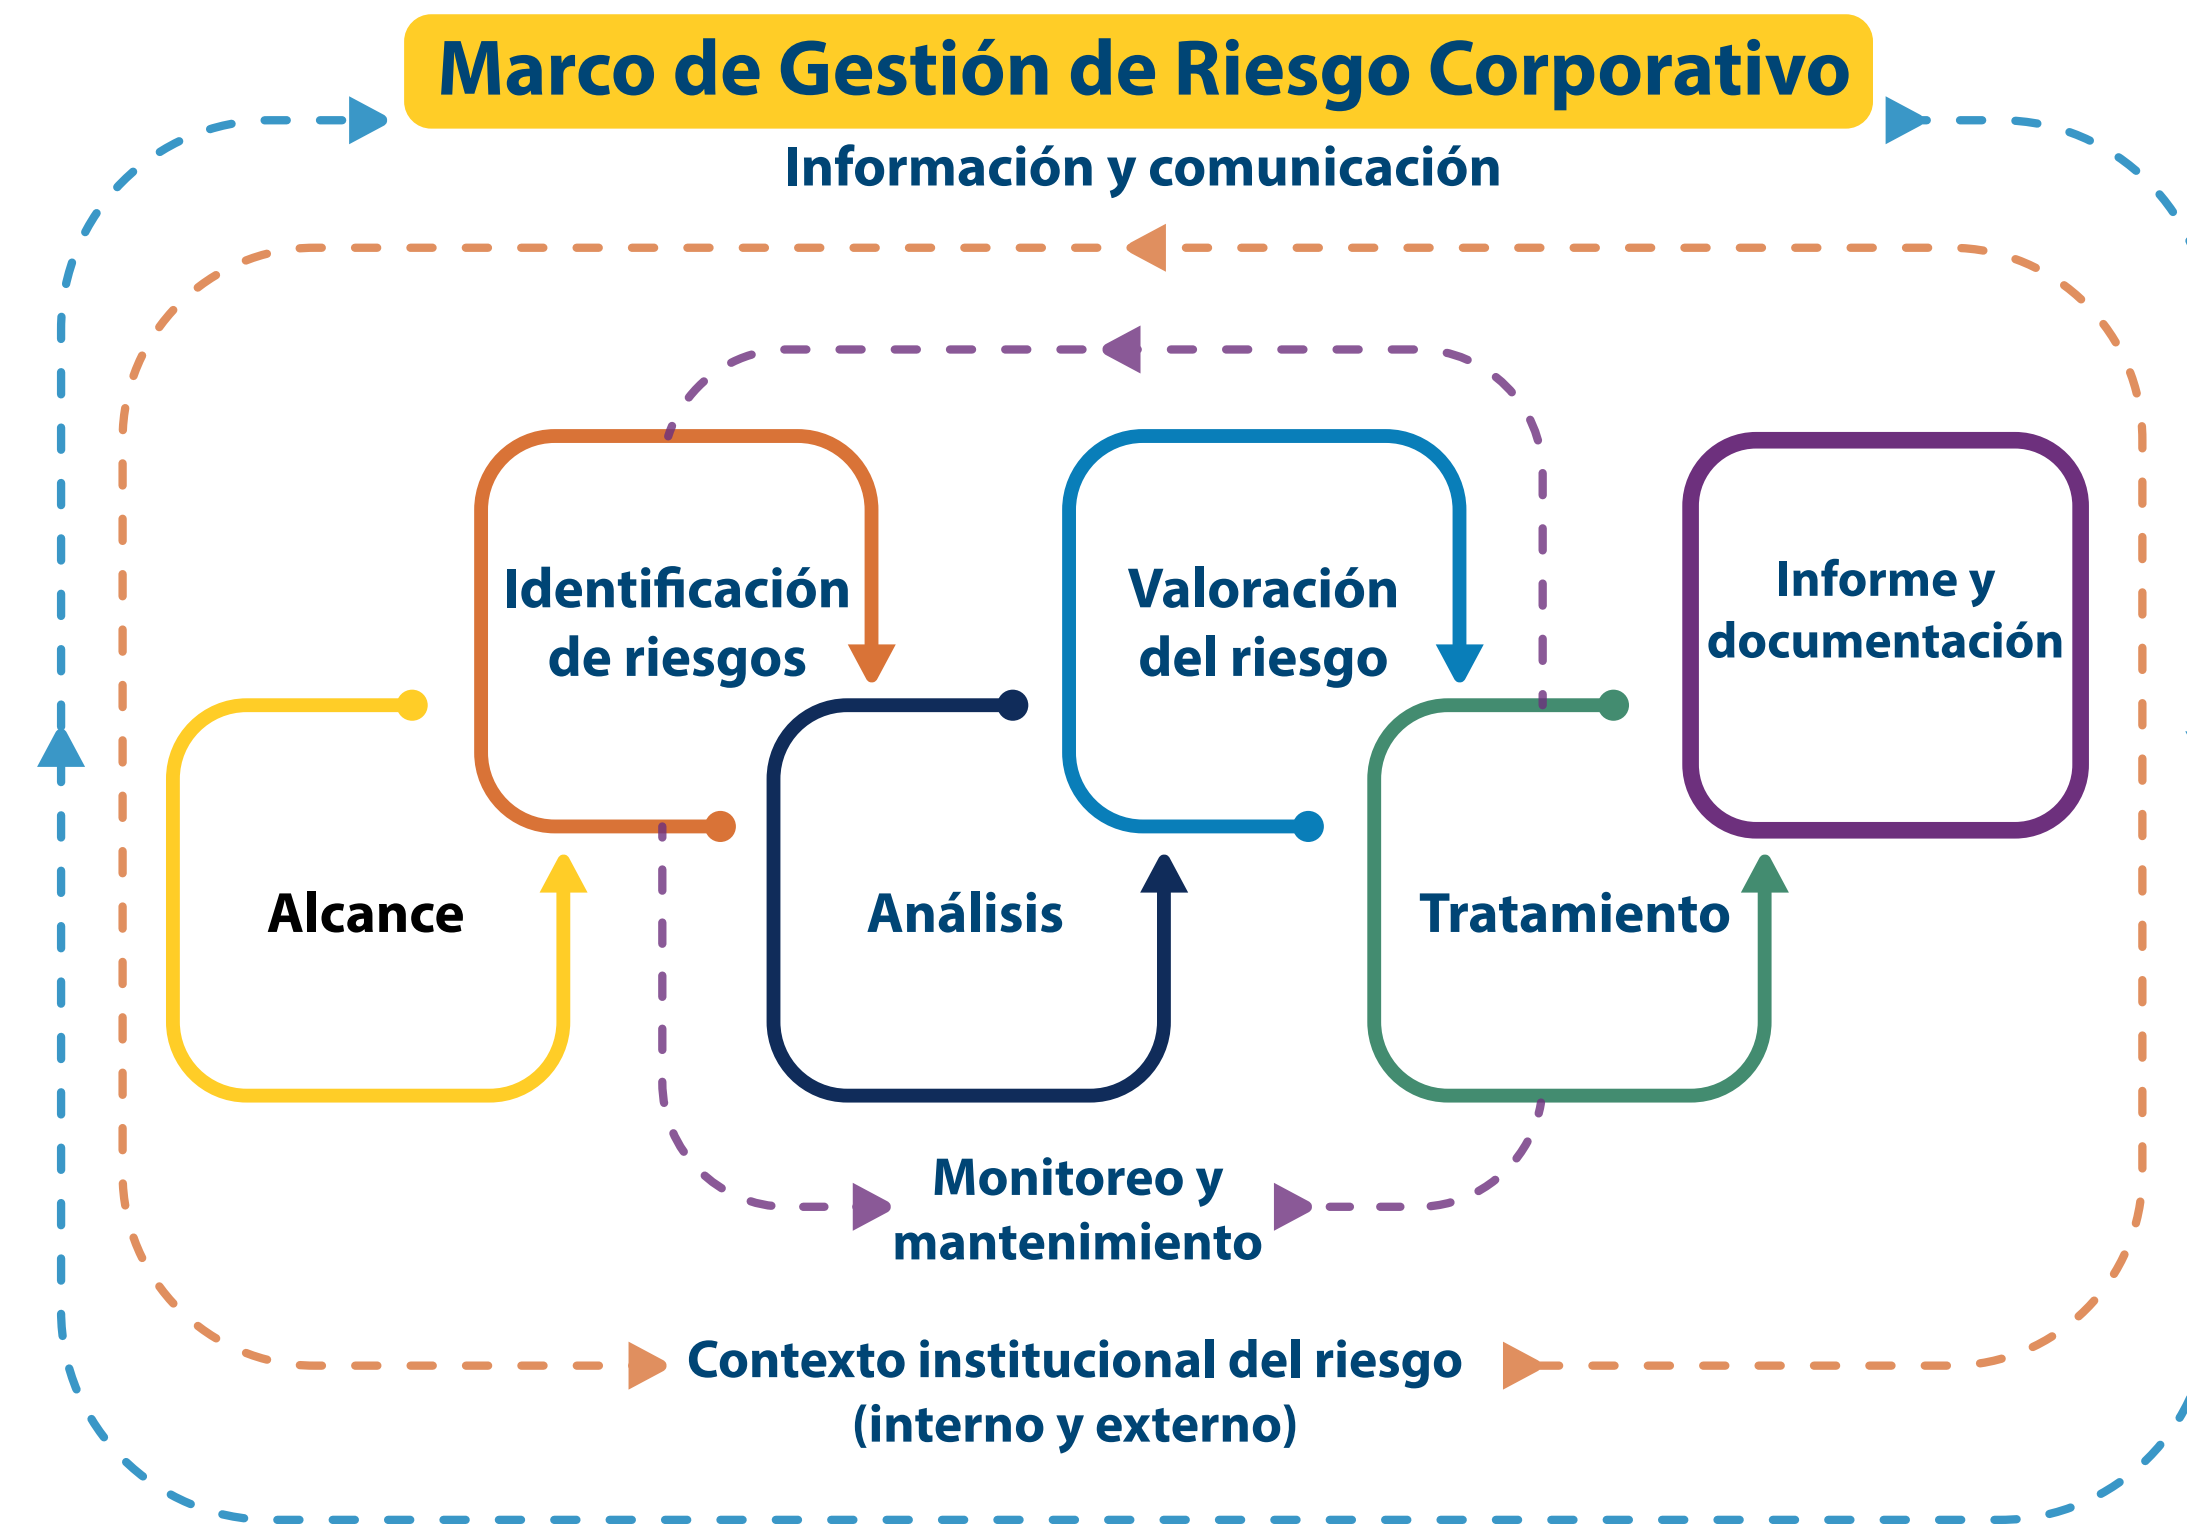 Marco de Gestión de Riesgo Corporativo
Información y comunicación
Identificación
de riesgos
Valoración
del riesgo
Informe y
documentación
Alcance
Análisis
Tratamiento
Monitoreo y
mantenimiento
Contexto institucional del riesgo
(interno y externo)